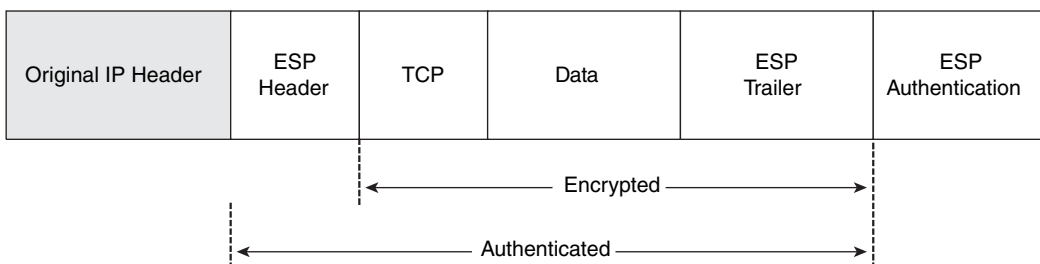 Original IP Header
ESP
Header
TCP
Data
ESP
Trailer
ESP
Authentication
Encrypted
Authenticated